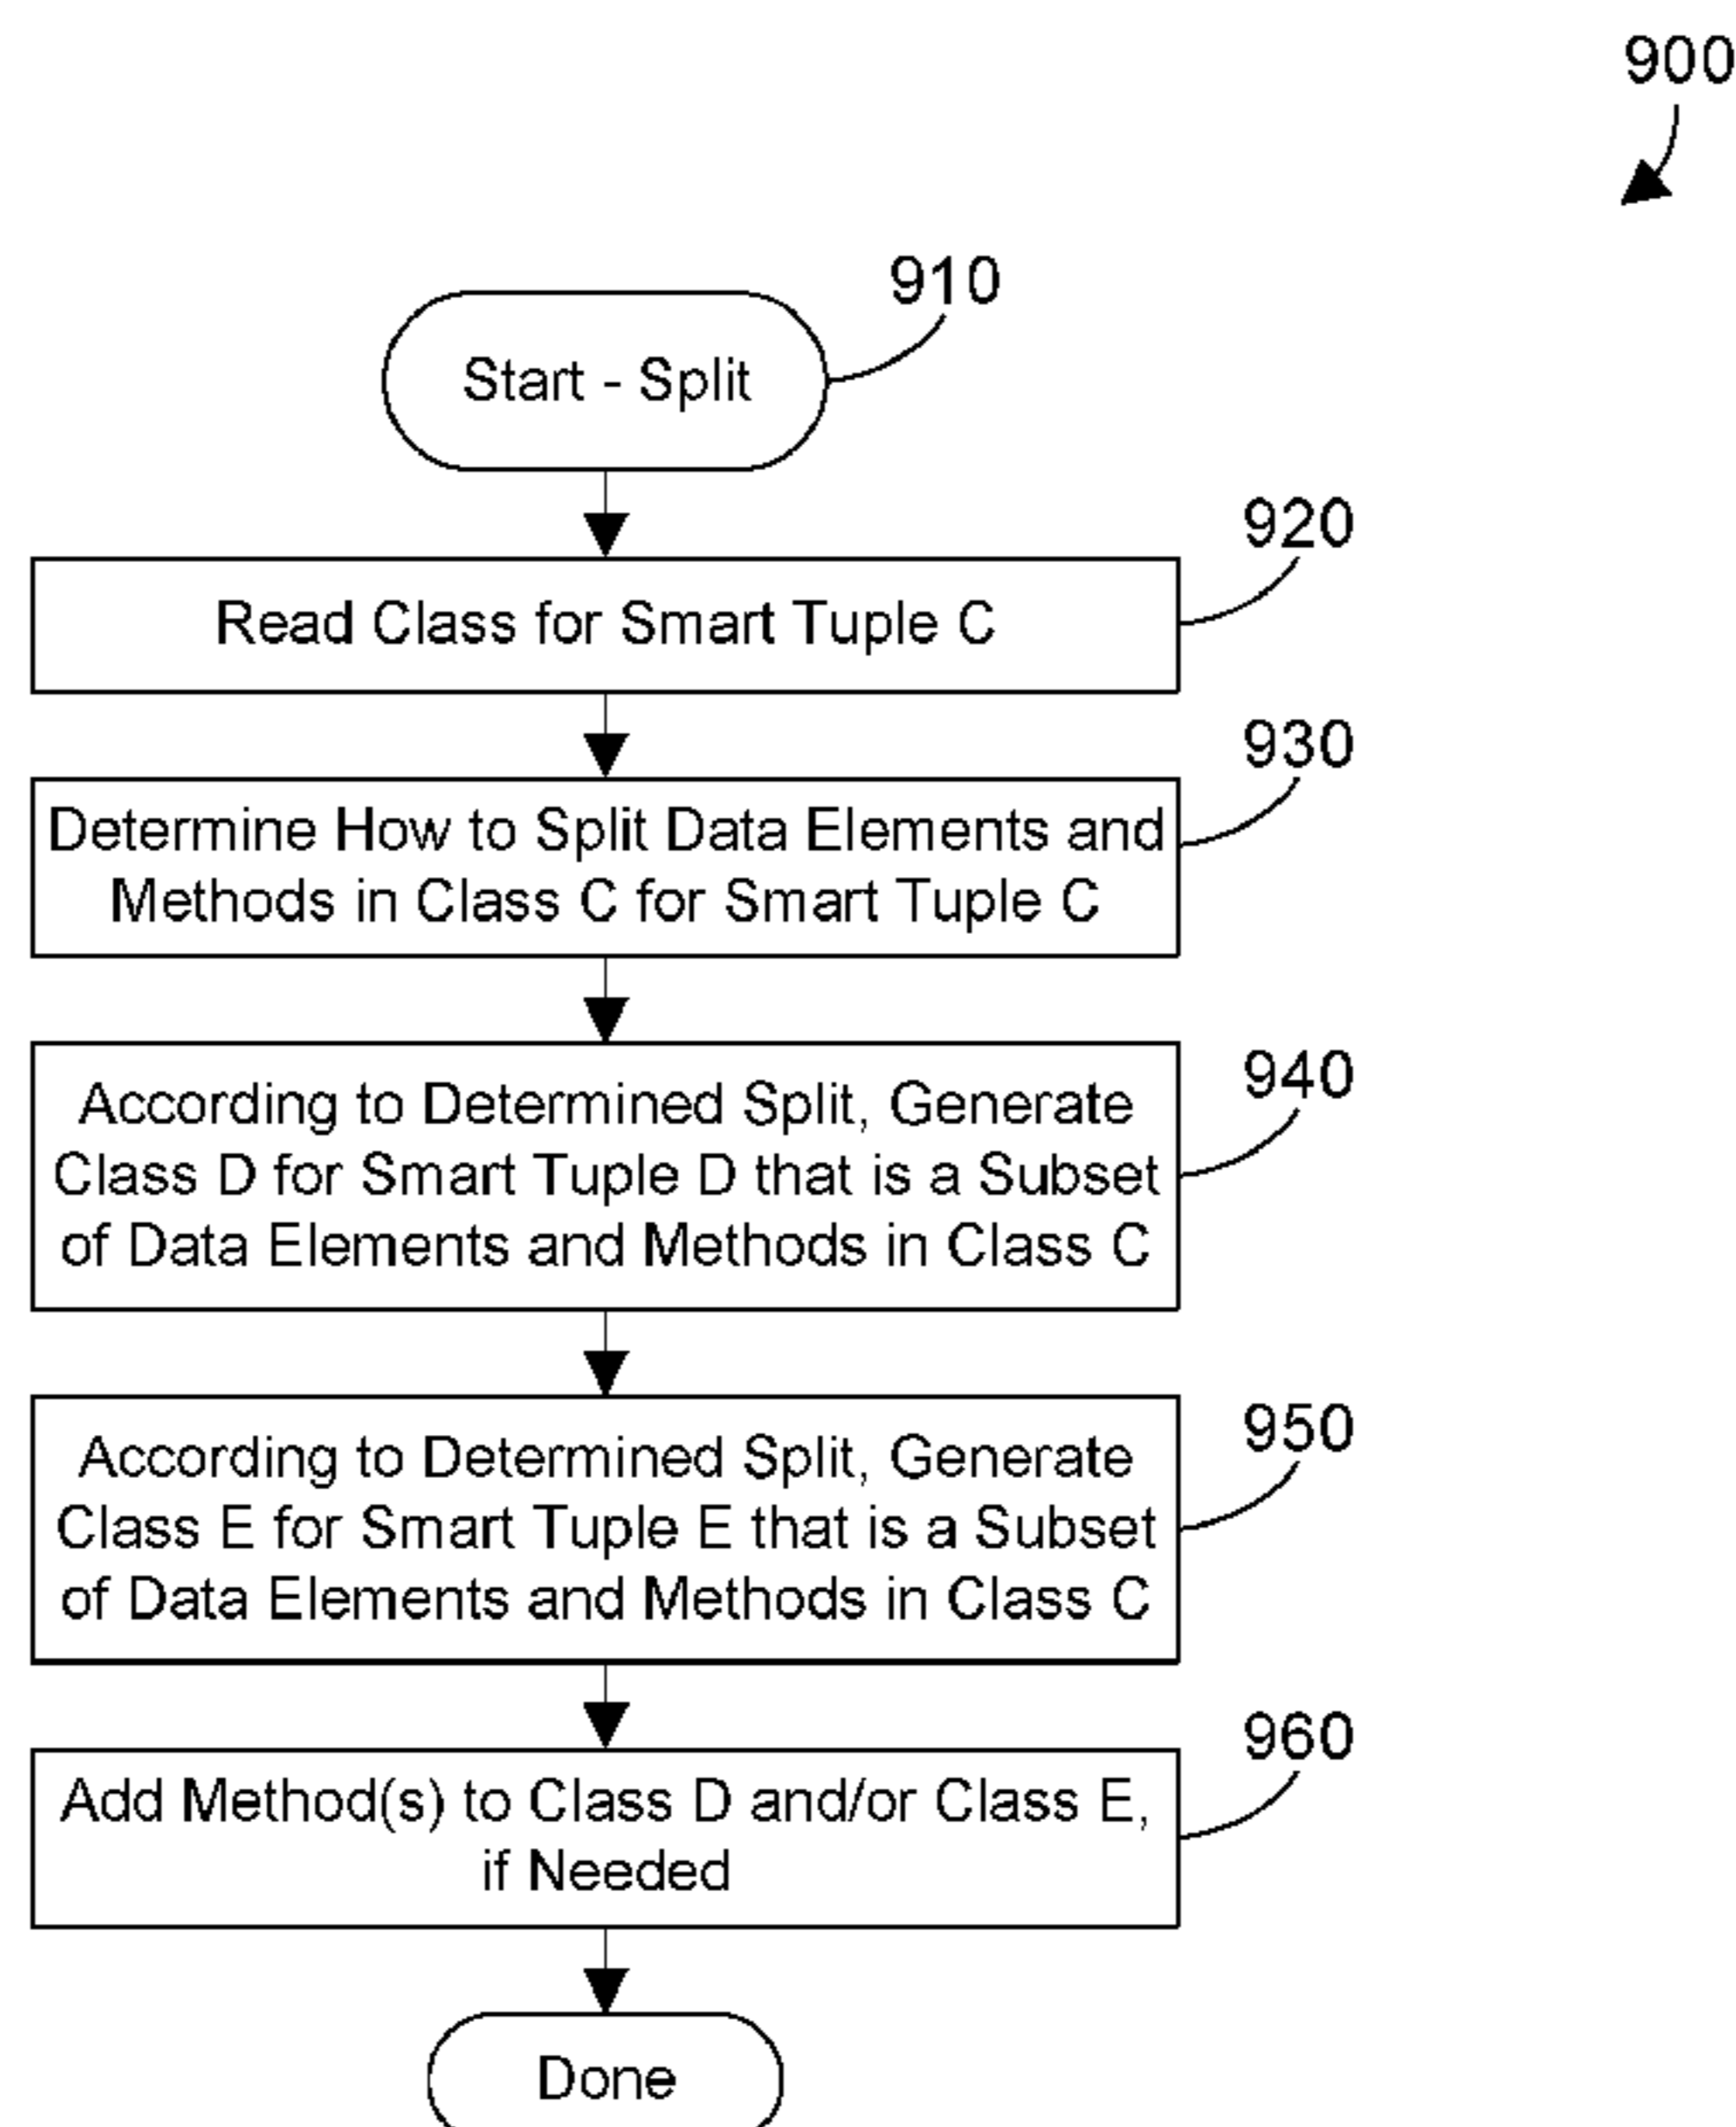 900
910
Start - Split
920
Read Class for Smart Tuple C
930
Determine How to Split Data Elements and
Methods in Class C for Smart Tuple C
940
According to Determined Split, Generate
Class D for Smart Tuple D that is a Subset
of Data Elements and Methods in Class C
950
According to Determined Split, Generate
Class E for Smart Tuple E that is a Subset
of Data Elements and Methods in Class C
960
Add Method(s) to Class D and/or Class E,
if Needed
Done